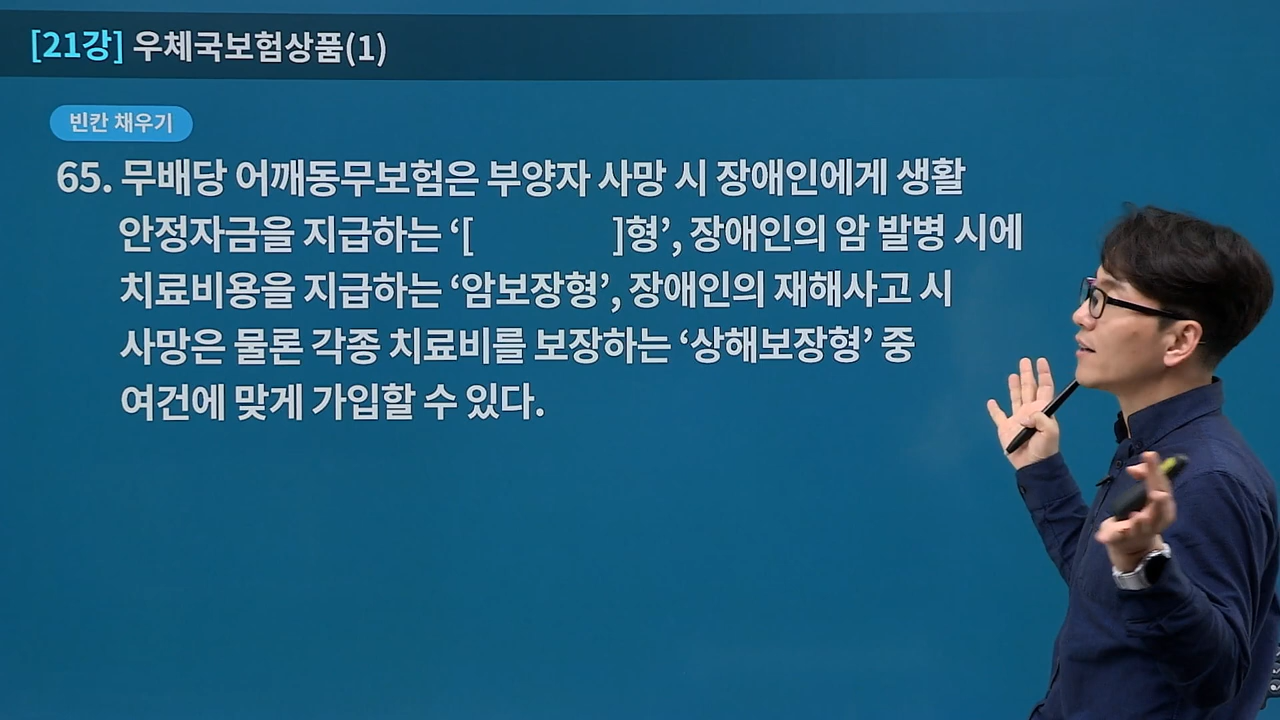 [21강] 우체국보험상품(1)
빈칸 채우기
65. 무배당 어깨동무보험은 부양자 사망 시 장애인에게 생활
안정자금을 지급하는 ‘[ ]형’, 장애인의 암 발병 시에
치료비용을 지급하는 ‘암보장형’, 장애인의 재해사고 시
사망은 물론 각종 치료비를 보장하는 ‘상해보장형’ 중
여건에 맞게 가입할 수 있다.